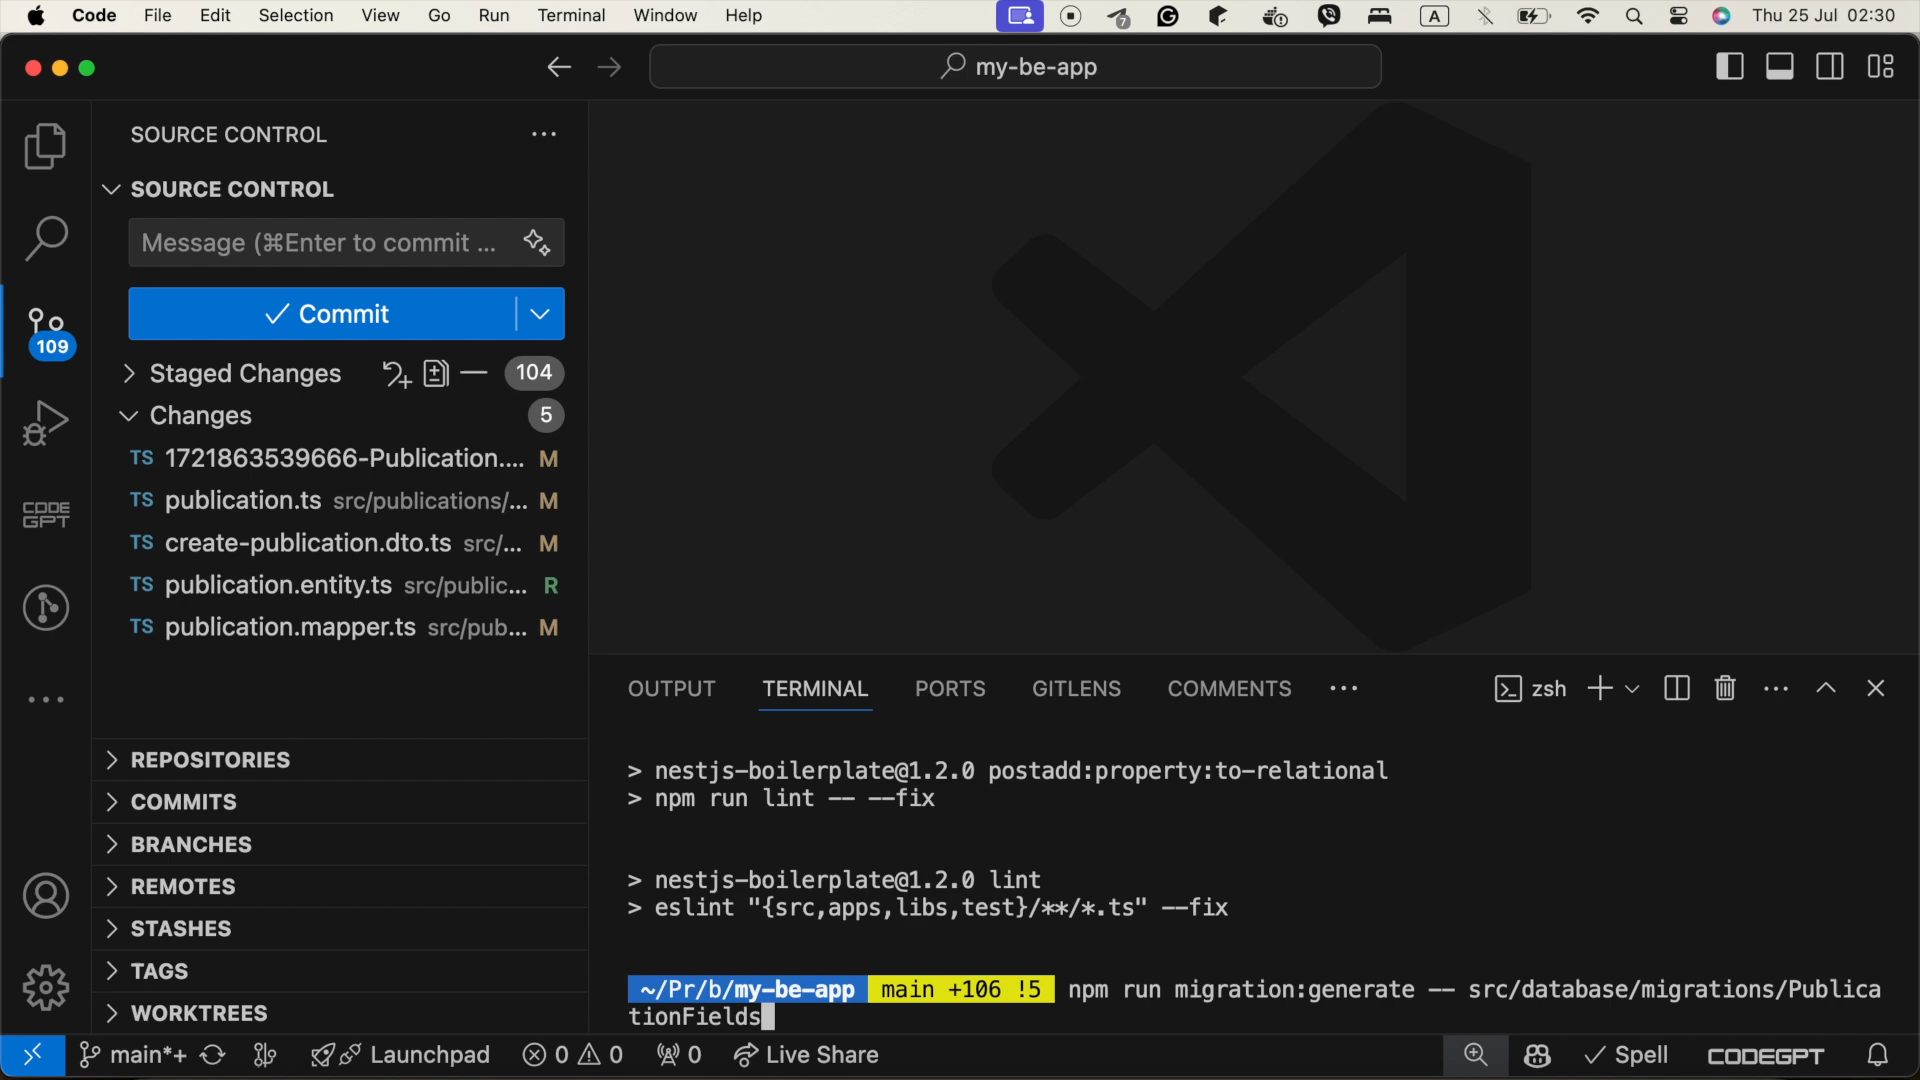 Code File Edit Selection View Go Run Terminal Window Help 7 A Thu 25 Jul 02:30
my-be-app
SOURCE CONTROL
SOURCE CONTROL
Message (⌘Enter to commit ...
Commit
Staged Changes 104
Changes 5
TS 1721863539666-Publication.... M
TS publication.ts src/publications/... M
TS create-publication.dto.ts src/... M
TS publication.entity.ts src/public... R
TS publication.mapper.ts src/pub... M
109
CODE
GPT
REPOSITORIES
COMMITS
BRANCHES
REMOTES
STASHES
TAGS
WORKTREES
OUTPUT TERMINAL PORTS GITLENS COMMENTS zsh
> nestjs-boilerplate@1.2.0 postadd:property:to-relational
> npm run lint -- --fix
> nestjs-boilerplate@1.2.0 lint
> eslint "{src,apps,libs,test}/**/*.ts" --fix
~/Pr/b/my-be-app main +106 !5 npm run migration:generate -- src/database/migrations/Publica
tionFields
main*+ Launchpad 0 0 0 Live Share Spell CODEGPT